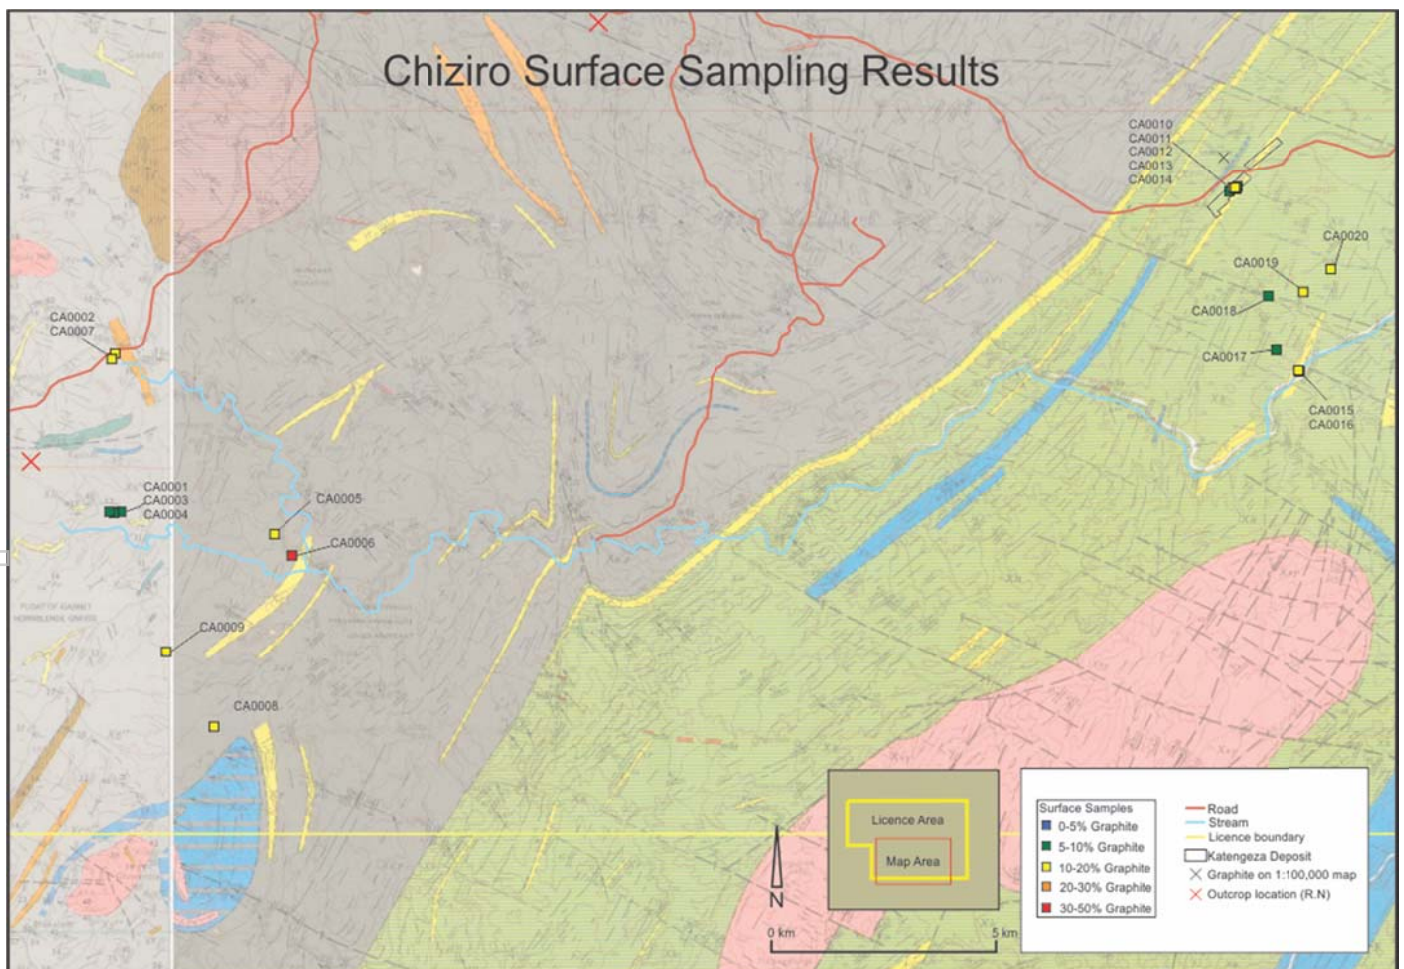 Chiziro Surface Sampling Results
CA0010
CA0011
CA0012
CA0013
CA0014
CA0020
CA0019
CA0018
CA0017
CA0015
CA0016
CA0002
CA0007
CA0001
CA0003
CA0004
CA0005
CA0006
CA0009
CA0008
Licence Area
Map Area
N
0 km
5 km
Surface Samples
0-5% Graphite
5-10% Graphite
10-20% Graphite
20-30% Graphite
30-50% Graphite
Road
Stream
Licence boundary
Katengeza Deposit
Graphite on 1:100,000 map
Outcrop location (R.N)